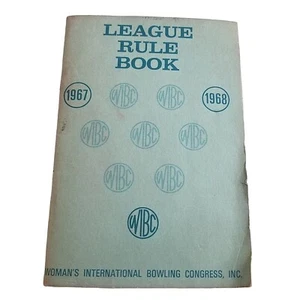 LEAGUE
RULE
BOOK
1967 1968
WIBC WIBC
WIBC WIBC WIBC
WIBC WIBC
WIBC
WOMAN'S INTERNATIONAL BOWLING CONGRESS, INC.